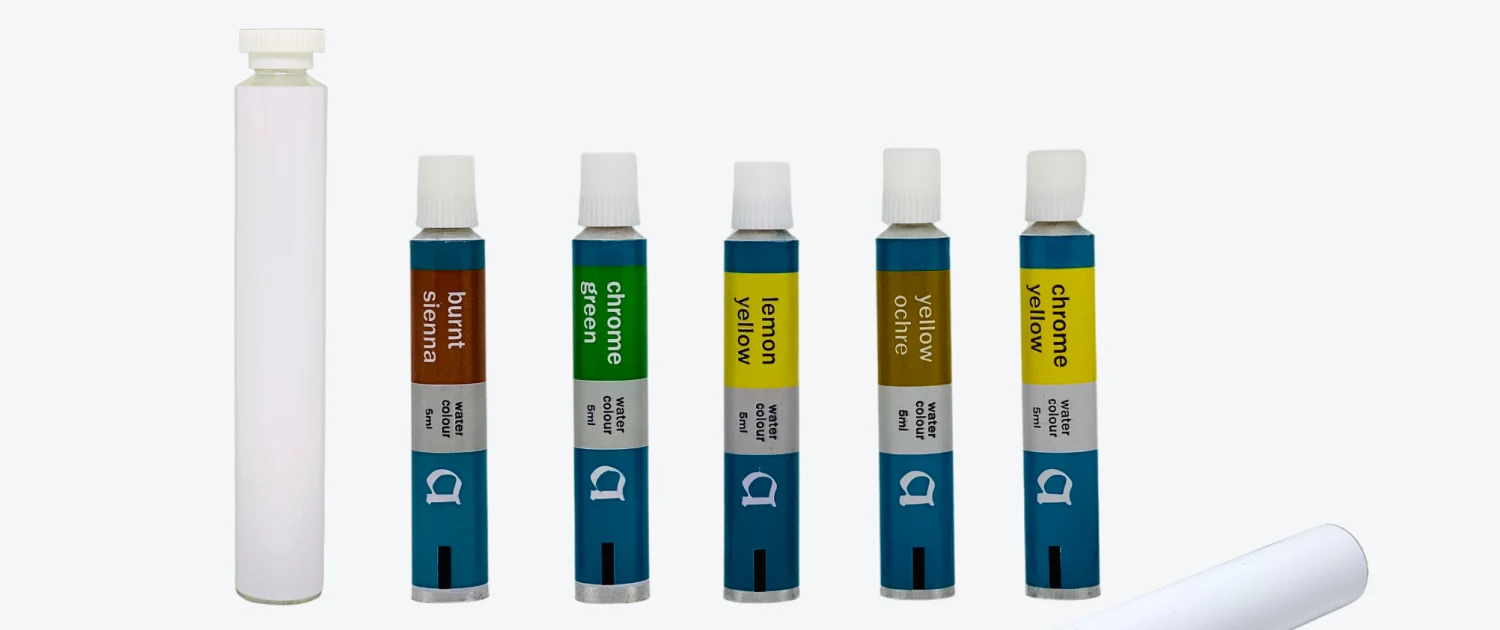 burnt
sienna
water
colour
5ml
a
chrome
green
water
colour
5ml
a
lemon
yellow
water
colour
5ml
a
yellow
ochre
water
colour
5ml
a
chrome
yellow
water
colour
5ml
a